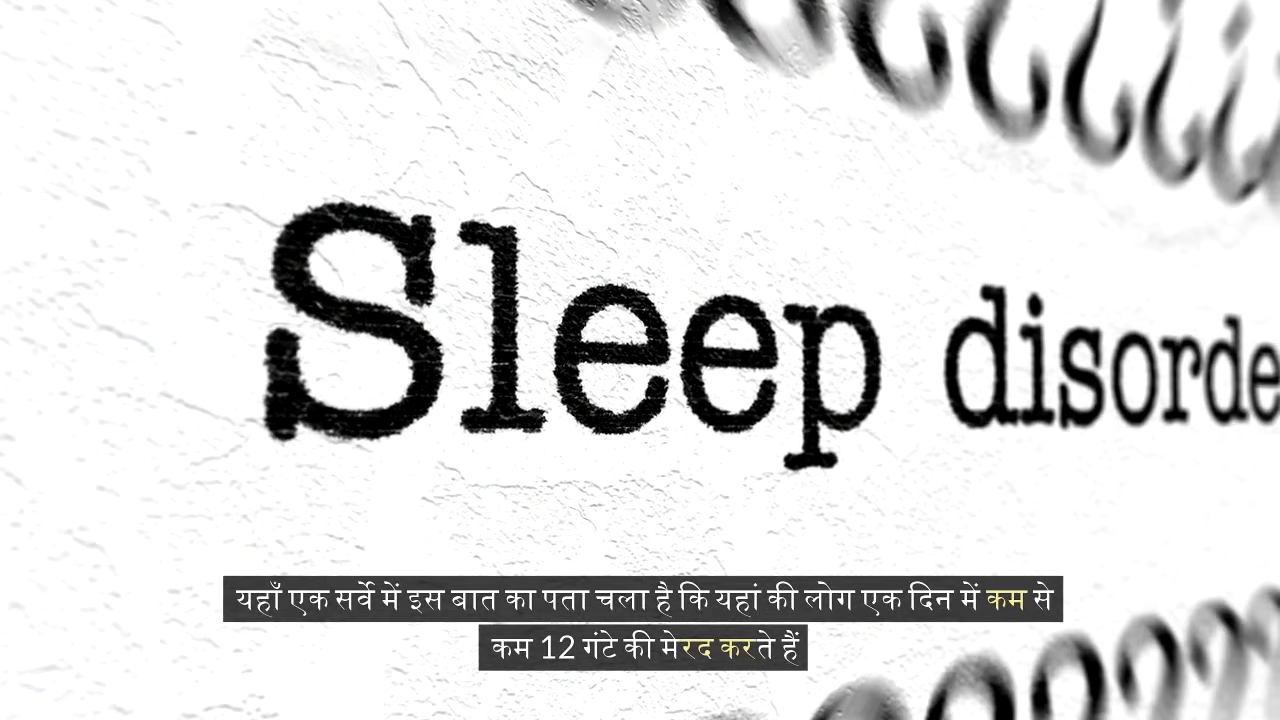 Sleep disorde
यहाँ एक सर्वे में इस बात का पता चला है कि यहां की लोग एक दिन में कम से
कम 12 गंटे की मेरद करते हैं